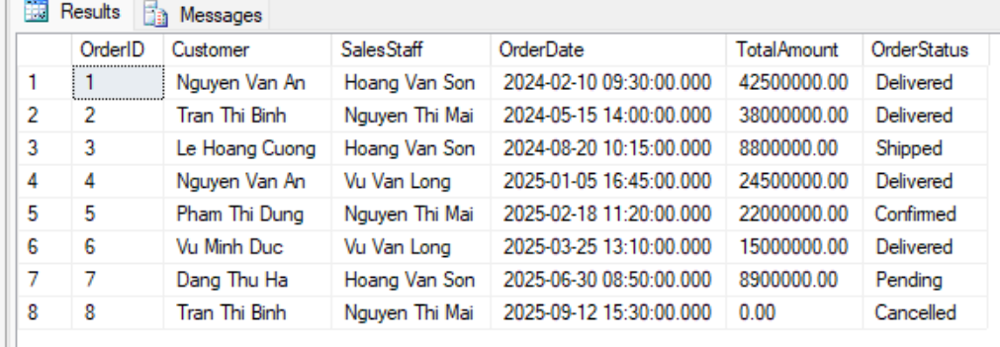 Results Messages
OrderID Customer SalesStaff OrderDate TotalAmount OrderStatus
1 1 Nguyen Van An Hoang Van Son 2024-02-10 09:30:00.000 42500000.00 Delivered
2 2 Tran Thi Binh Nguyen Thi Mai 2024-05-15 14:00:00.000 38000000.00 Delivered
3 3 Le Hoang Cuong Hoang Van Son 2024-08-20 10:15:00.000 8800000.00 Shipped
4 4 Nguyen Van An Vu Van Long 2025-01-05 16:45:00.000 24500000.00 Delivered
5 5 Pham Thi Dung Nguyen Thi Mai 2025-02-18 11:20:00.000 22000000.00 Confirmed
6 6 Vu Minh Duc Vu Van Long 2025-03-25 13:10:00.000 15000000.00 Delivered
7 7 Dang Thu Ha Hoang Van Son 2025-06-30 08:50:00.000 8900000.00 Pending
8 8 Tran Thi Binh Nguyen Thi Mai 2025-09-12 15:30:00.000 0.00 Cancelled